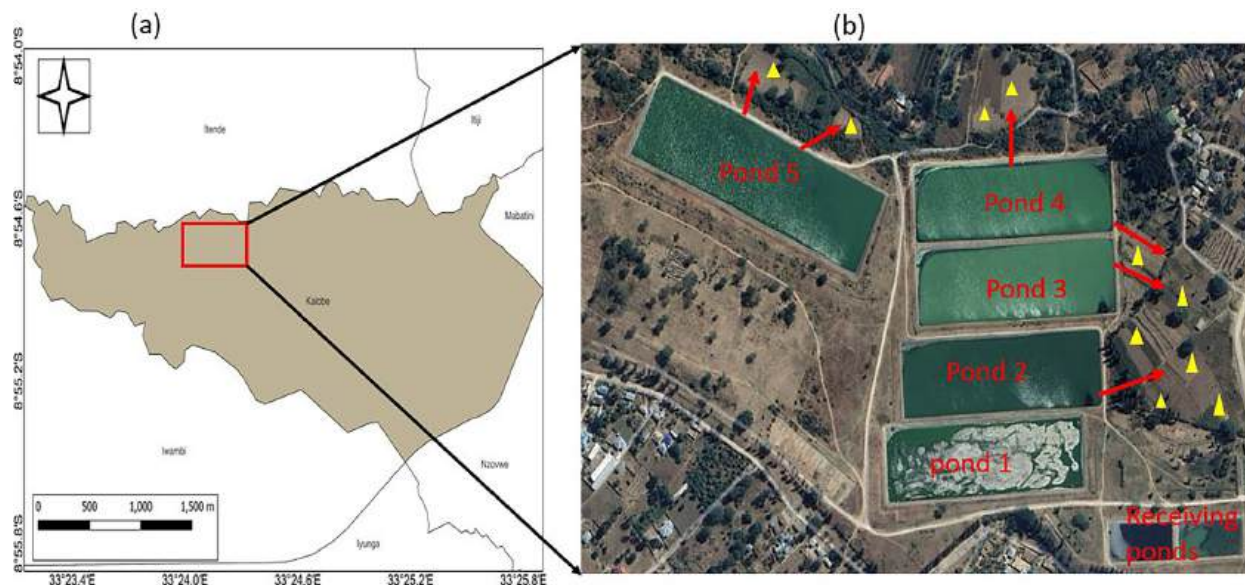 (a)
(b)
8°54.0'S
8°54.6'S
8°55.2'S
8°55.8'S
Itende
Itiji
Mabatini
Kalobe
Iwambi
Nzovwe
Iyunga
0 500 1,000 1,500 m
33°23.4'E 33°24.0'E 33°24.6'E 33°25.2'E 33°25.8'E
Pond 5
Pond 4
Pond 3
Pond 2
pond 1
Receiving
ponds